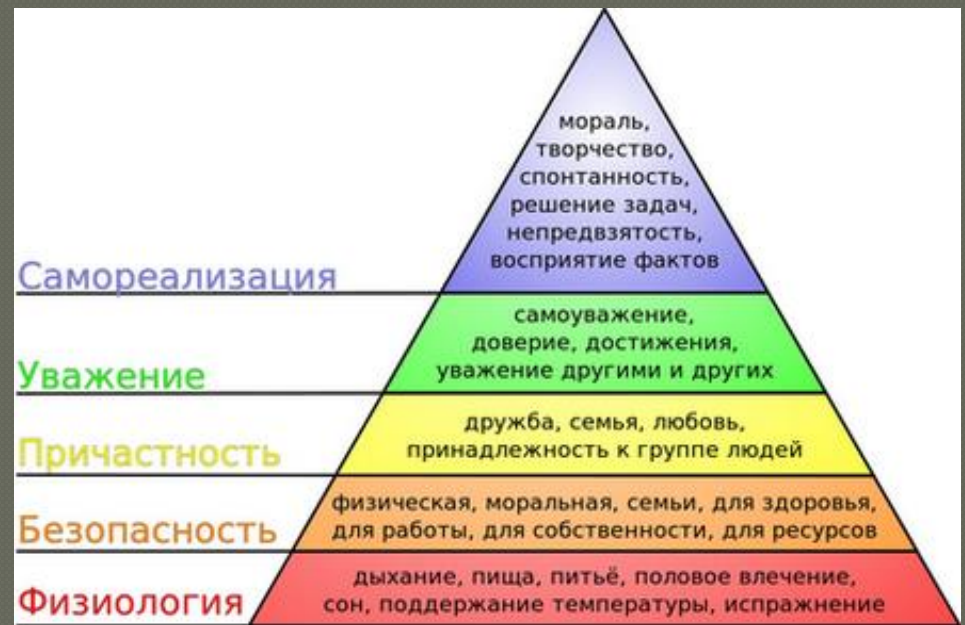 мораль,
творчество,
спонтанность,
решение задач,
непредвзятость,
восприятие фактов
Самореализация
самоуважение,
доверие, достижения,
уважение другими и других
Уважение
дружба, семья, любовь,
принадлежность к группе людей
Причастность
физическая, моральная, семьи, для здоровья,
для работы, для собственности, для ресурсов
Безопасность
дыхание, пища, питьё, половое влечение,
сон, поддержание температуры, испражнение
Физиология